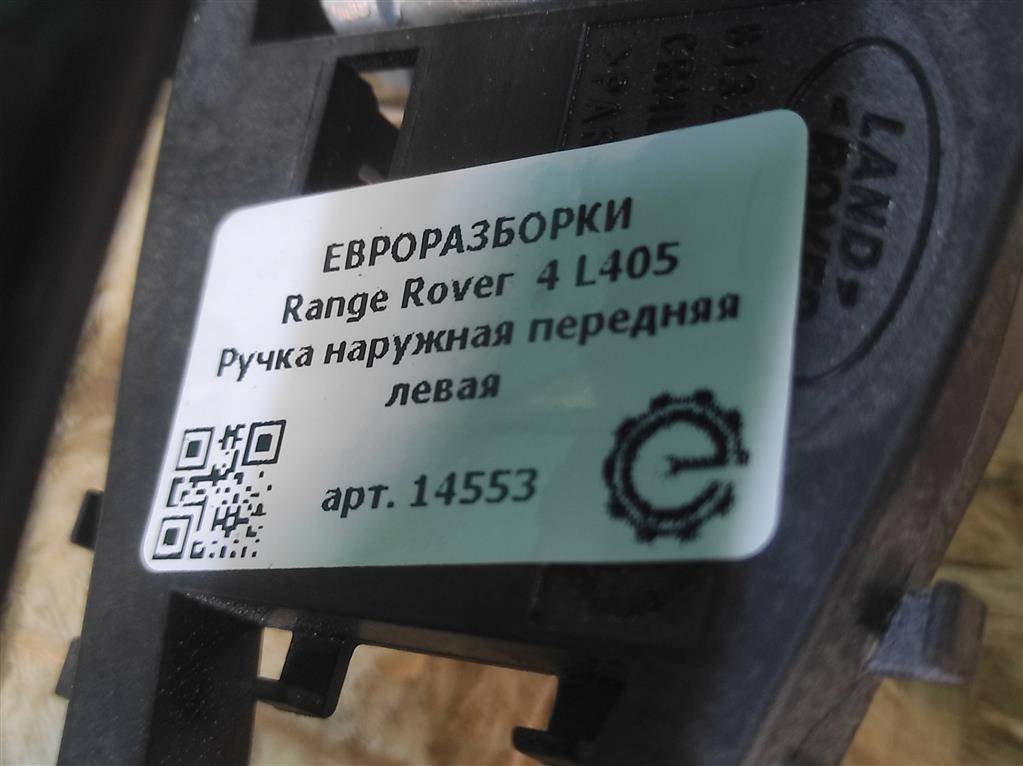 ЕВРОРАЗБОРКИ
Range Rover 4 L405
Ручка наружная передняя
левая
арт. 14553
LAND
ROVER